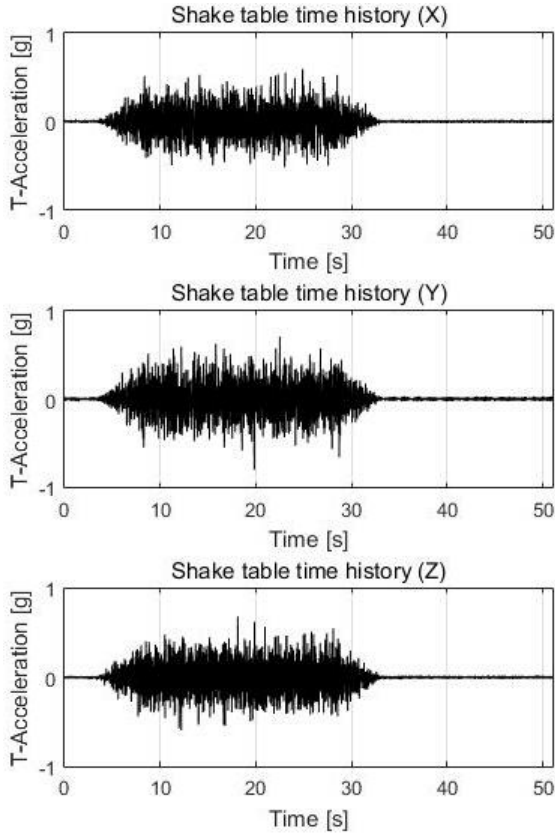 Shake table time history (X)
T-Acceleration [g]
1
0
-1
0 10 20 30 40 50
Time [s]
Shake table time history (Y)
T-Acceleration [g]
1
0
-1
0 10 20 30 40 50
Time [s]
Shake table time history (Z)
T-Acceleration [g]
1
0
-1
0 10 20 30 40 50
Time [s]